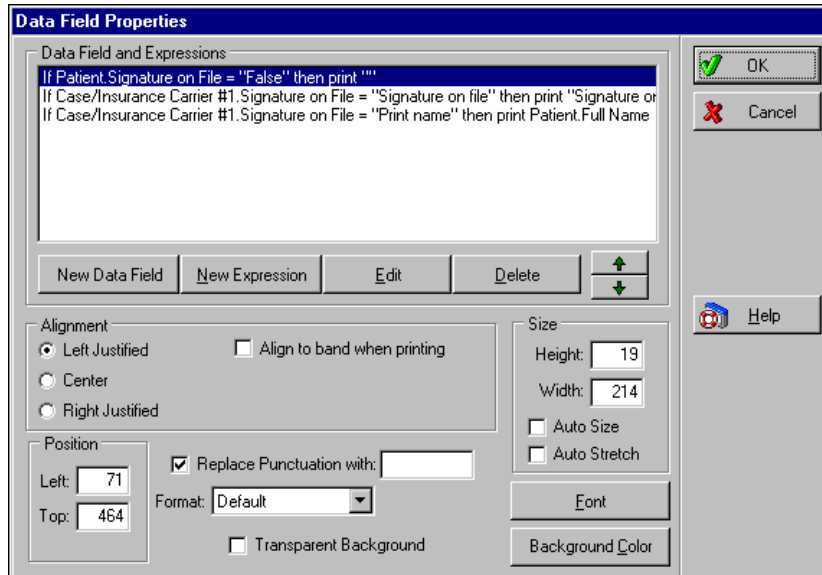 Data Field Properties
Data Field and Expressions
If Patient.Signature on File = "False" then print ""
If Case/Insurance Carrier #1.Signature on File = "Signature on file" then print "Signature or
If Case/Insurance Carrier #1.Signature on File = "Print name" then print Patient.Full Name
New Data Field
New Expression
Edit
Delete
OK
Cancel
Help
Alignment
Left Justified
Align to band when printing
Center
Right Justified
Size
Height: 19
Width: 214
Auto Size
Auto Stretch
Position
Left: 71
Top: 464
Replace Punctuation with:
Format: Default
Transparent Background
Font
Background Color